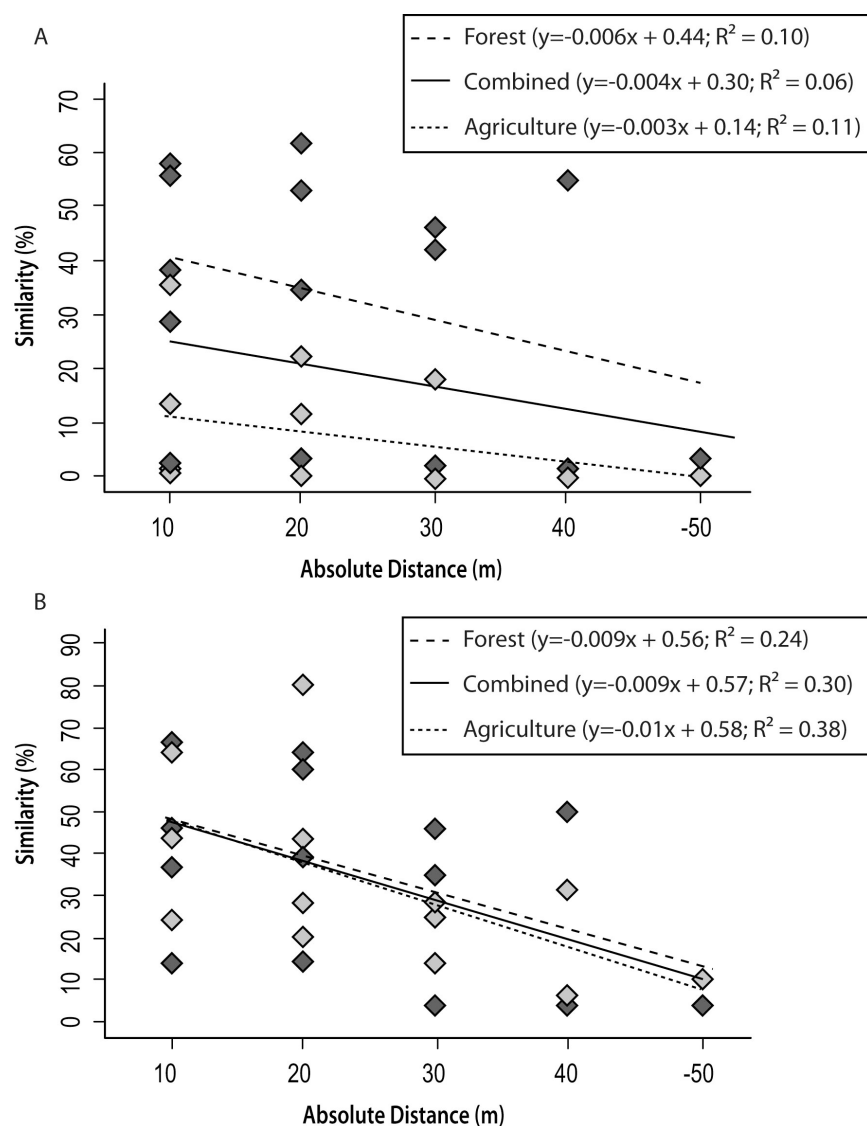 A
Forest (y=-0.006x + 0.44; R² = 0.10)
Combined (y=-0.004x + 0.30; R² = 0.06)
Agriculture (y=-0.003x + 0.14; R² = 0.11)
70
60
50
40
30
20
10
0
Similarity (%)
10 20 30 40 -50
Absolute Distance (m)
B
Forest (y=-0.009x + 0.56; R² = 0.24)
Combined (y=-0.009x + 0.57; R² = 0.30)
Agriculture (y=-0.01x + 0.58; R² = 0.38)
90
80
70
60
50
40
30
20
10
0
Similarity (%)
10 20 30 40 -50
Absolute Distance (m)